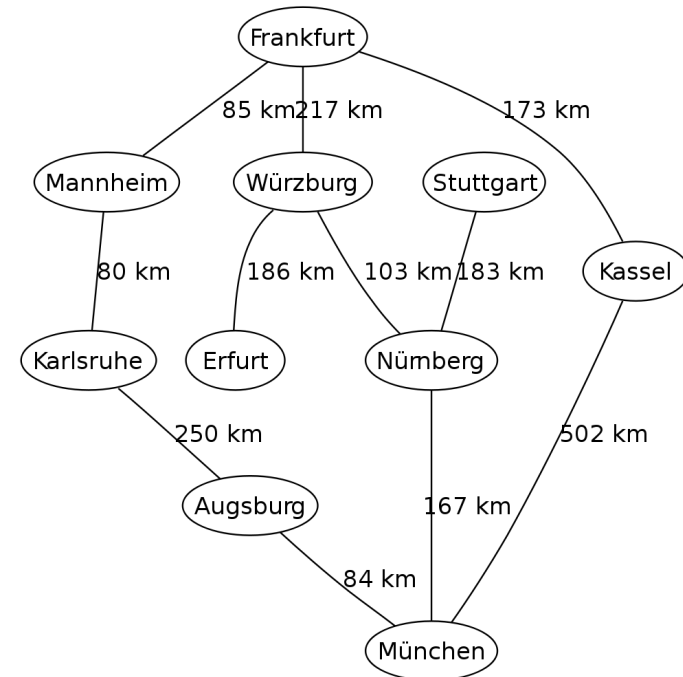 Frankfurt
85 km
217 km
173 km
Mannheim
Würzburg
Stuttgart
Kassel
80 km
186 km
103 km
183 km
Karlsruhe
Erfurt
Nürnberg
250 km
502 km
Augsburg
167 km
84 km
München